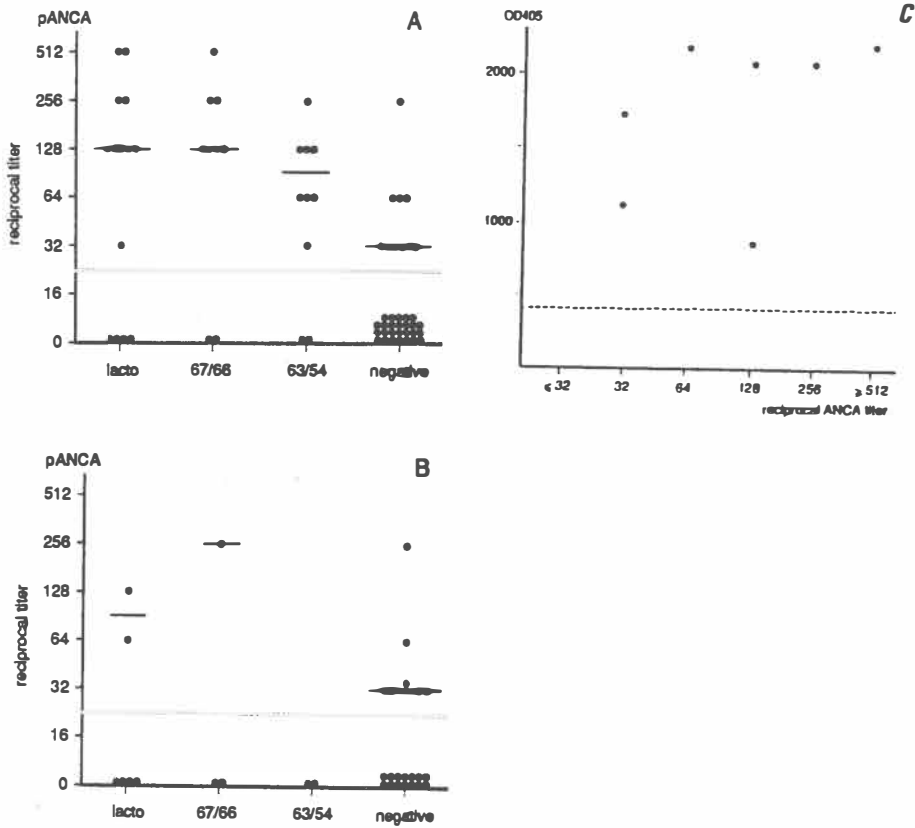 pANCA
A
512
256
128
64
32
16
0
reciprocal titer
lacto 67/66 63/54 negative
C
OD405
2000
1000
⩽ 32 32 64 128 256 ⩾ 512
reciprocal ANCA titer
pANCA
B
512
256
128
64
32
16
0
reciprocal titer
lacto 67/66 63/54 negative